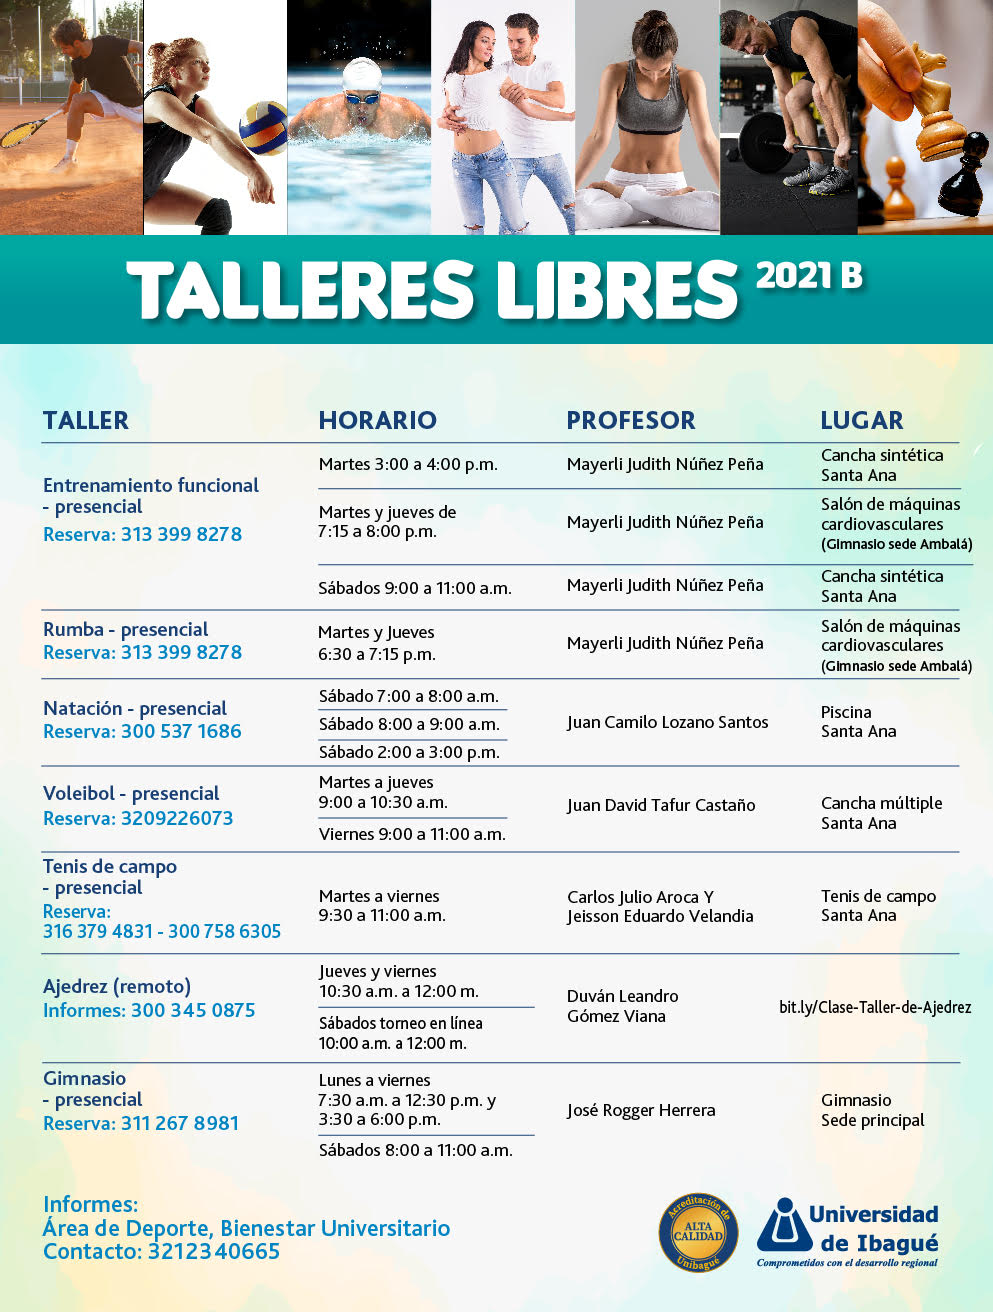 TALLERES LIBRES 2021 B
TALLER
HORARIO
PROFESOR
LUGAR
Entrenamiento funcional
- presencial
Reserva: 313 399 8278
Martes 3:00 a 4:00 p.m.
Mayerli Judith Núñez Peña
Cancha sintética
Santa Ana
Martes y jueves de
7:15 a 8:00 p.m.
Mayerli Judith Núñez Peña
Salón de máquinas
cardiovasculares
(Gimnasio sede Ambalá)
Sábados 9:00 a 11:00 a.m.
Mayerli Judith Núñez Peña
Cancha sintética
Santa Ana
Rumba - presencial
Reserva: 313 399 8278
Martes y Jueves
6:30 a 7:15 p.m.
Mayerli Judith Núñez Peña
Salón de máquinas
cardiovasculares
(Gimnasio sede Ambalá)
Natación - presencial
Reserva: 300 537 1686
Sábado 7:00 a 8:00 a.m.
Sábado 8:00 a 9:00 a.m.
Sábado 2:00 a 3:00 p.m.
Juan Camilo Lozano Santos
Piscina
Santa Ana
Voleibol - presencial
Reserva: 3209226073
Martes a jueves
9:00 a 10:30 a.m.
Viernes 9:00 a 11:00 a.m.
Juan David Tafur Castaño
Cancha múltiple
Santa Ana
Tenis de campo
- presencial
Reserva:
316 379 4831 - 300 758 6305
Martes a viernes
9:30 a 11:00 a.m.
Carlos Julio Aroca Y
Jeisson Eduardo Velandia
Tenis de campo
Santa Ana
Ajedrez (remoto)
Informes: 300 345 0875
Jueves y viernes
10:30 a.m. a 12:00 m.
Sábados torneo en línea
10:00 a.m. a 12:00 m.
Duván Leandro
Gómez Viana
bit.ly/Clase-Taller-de-Ajedrez
Gimnasio
- presencial
Reserva: 311 267 8981
Lunes a viernes
7:30 a.m. a 12:30 p.m. y
3:30 a 6:00 p.m.
Sábados 8:00 a 11:00 a.m.
José Rogger Herrera
Gimnasio
Sede principal
Informes:
Área de Deporte, Bienestar Universitario
Contacto: 3212340665
Acreditación de
ALTA
CALIDAD
Unibagué
Universidad
de Ibagué
Comprometidos con el desarrollo regional